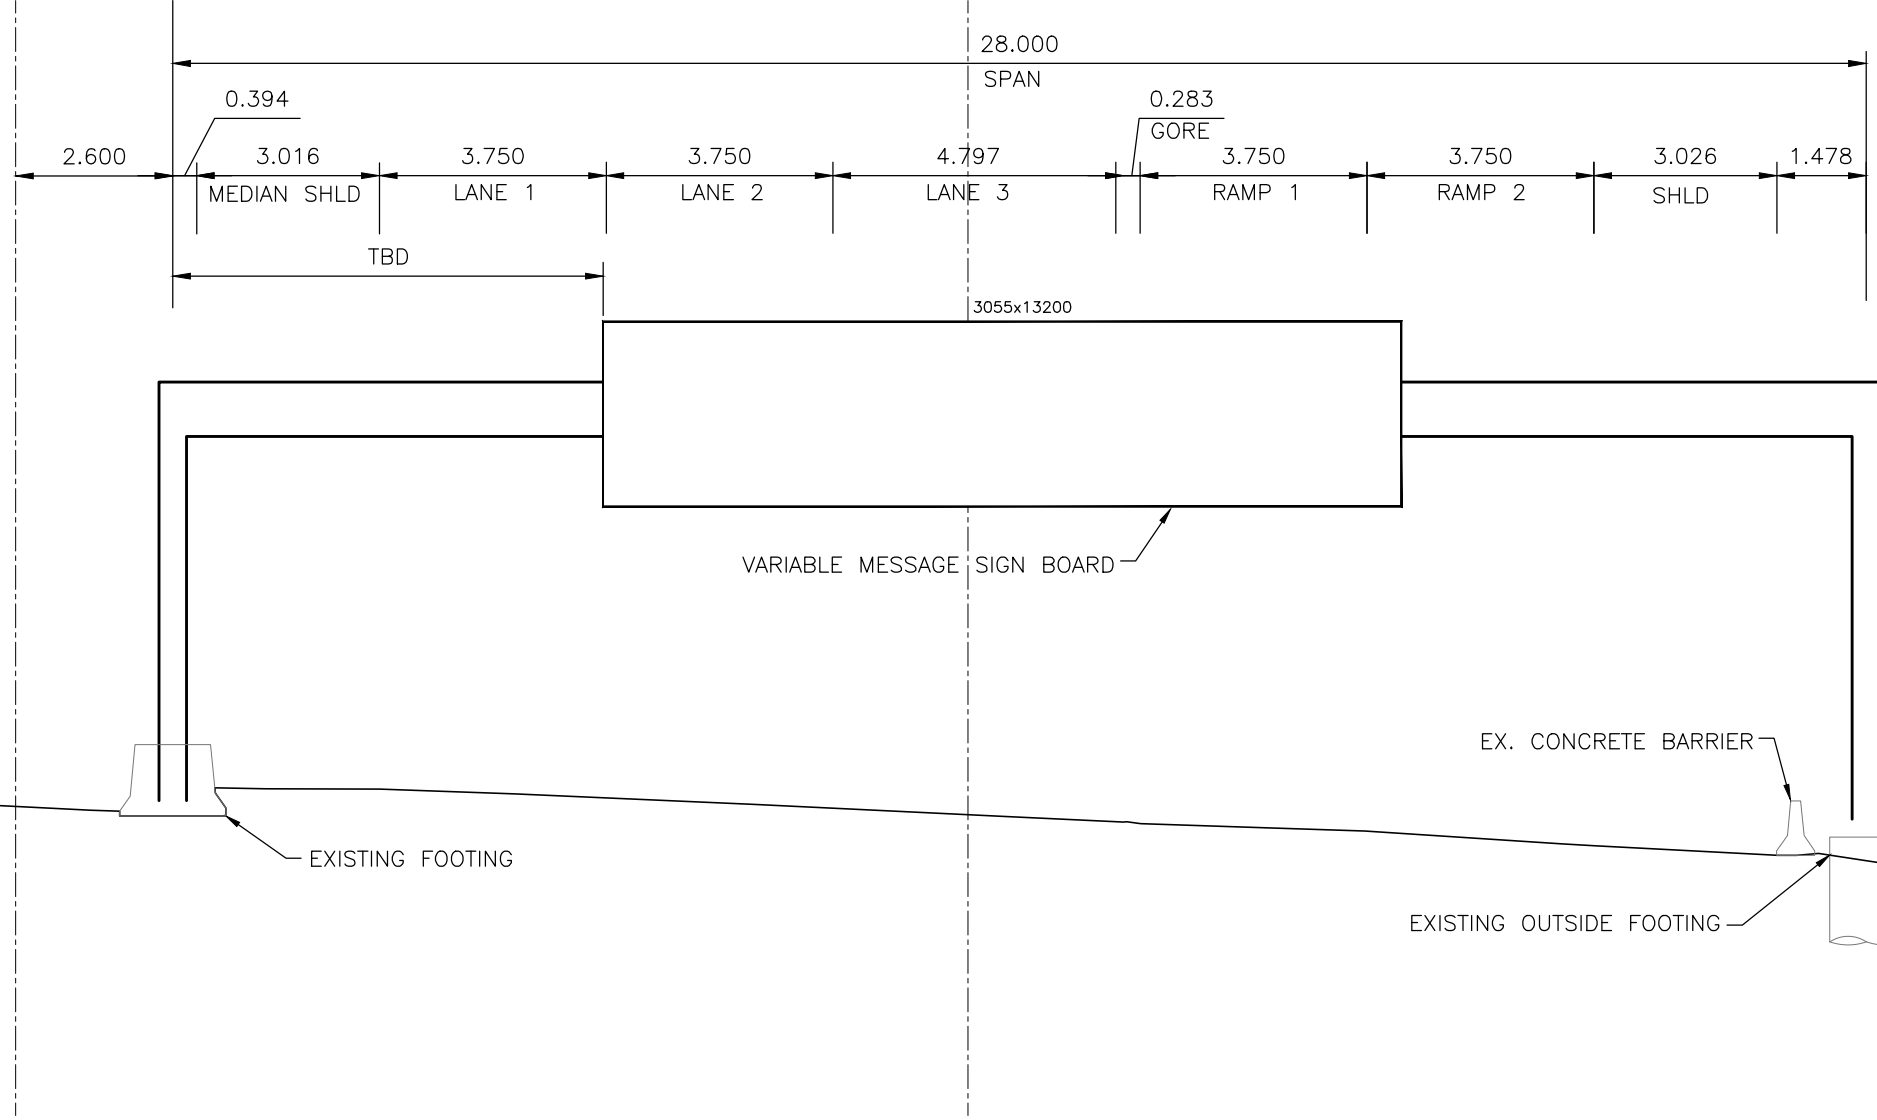 28.000
SPAN
0.394
0.283
GORE
2.600
3.016
3.750
3.750
4.797
3.750
3.750
3.026
1.478
MEDIAN SHLD
LANE 1
LANE 2
LANE 3
RAMP 1
RAMP 2
SHLD
TBD
3055x13200
VARIABLE MESSAGE SIGN BOARD
EX. CONCRETE BARRIER
EXISTING FOOTING
EXISTING OUTSIDE FOOTING